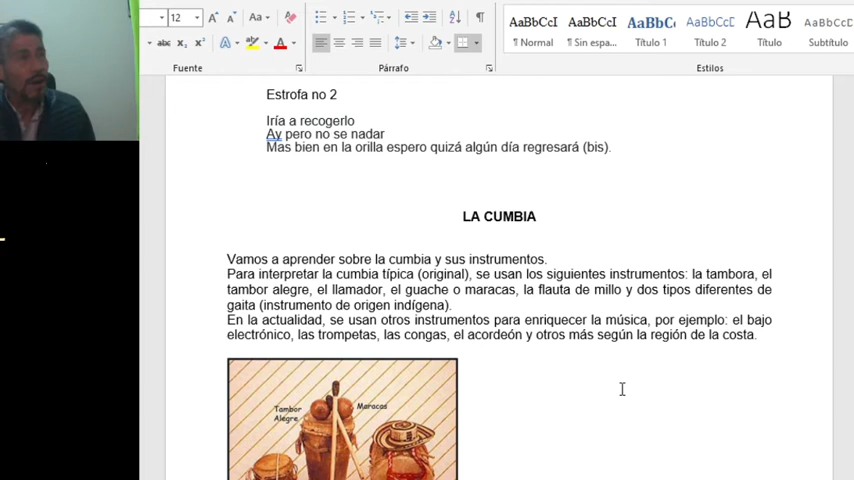 12
Aa
AaBbCcI
AaBbCcI
AaBbCc
AaBbCcI
AaB
AaBbCcI
abc x₂ x²
A
¶ Normal
¶ Sin espa...
Título 1
Título 2
Título
Subtítulo
Fuente
Párrafo
Estilos
Estrofa no 2
Iría a recogerlo
Ay pero no se nadar
Mas bien en la orilla espero quizá algún día regresará (bis).
LA CUMBIA
Vamos a aprender sobre la cumbia y sus instrumentos.
Para interpretar la cumbia típica (original), se usan los siguientes instrumentos: la tambora, el
tambor alegre, el llamador, el guache o maracas, la flauta de millo y dos tipos diferentes de
gaita (instrumento de origen indígena).
En la actualidad, se usan otros instrumentos para enriquecer la música, por ejemplo: el bajo
electrónico, las trompetas, las congas, el acordeón y otros más según la región de la costa.
Tambor
Alegre
Maracas